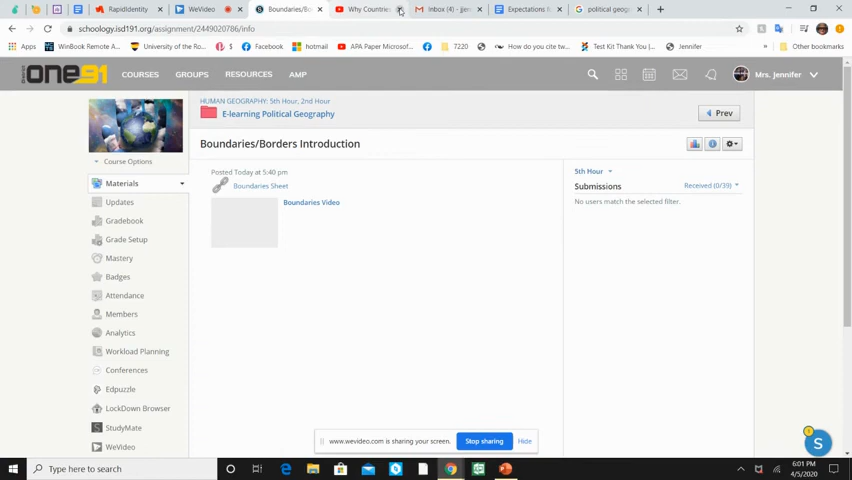 RapidIdentity
WeVideo
Boundaries/Bo
Why Countries
Inbox (4) - jjen
Expectations f
political geogr
schoology.isd191.org/assignment/2449020786/info
Apps
WinBook Remote An...
University of the Ro...
$
Facebook
hotmail
APA Paper Microsof...
7220
How do you cite tw...
Test Kit Thank You |...
Jennifer
Other bookmarks
one91
COURSES
GROUPS
RESOURCES
AMP
Mrs. Jennifer
HUMAN GEOGRAPHY: 5th Hour, 2nd Hour
E-learning Political Geography
Prev
Course Options
Boundaries/Borders Introduction
Posted Today at 5:40 pm
Boundaries Sheet
Boundaries Video
5th Hour
Submissions
Received (0/39)
No users match the selected filter.
Materials
Updates
Gradebook
Grade Setup
Mastery
Badges
Attendance
Members
Analytics
Workload Planning
Conferences
Edpuzzle
LockDown Browser
StudyMate
WeVideo
www.wevideo.com is sharing your screen.
Stop sharing
Hide
1
S
Type here to search
6:01 PM
4/5/2020